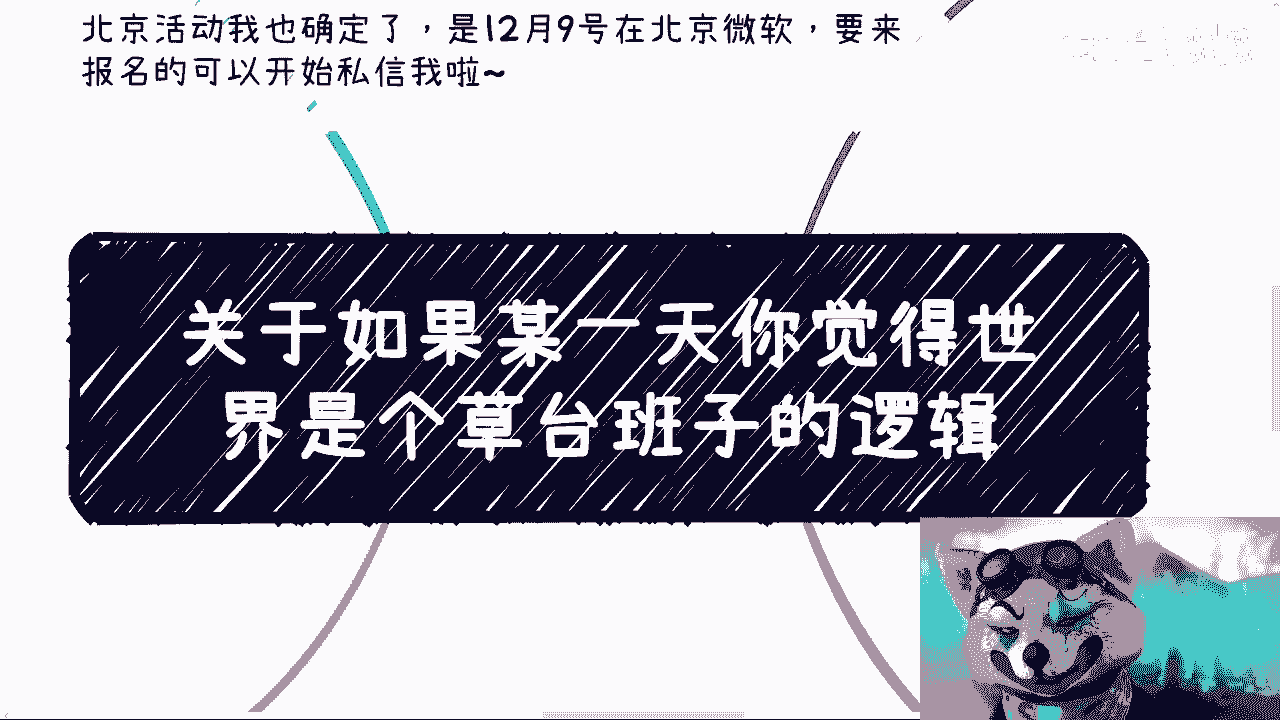 北京活动我也确定了，是12月9号在北京微软，要来
报名的可以开始私信我啦~
关于如果某一天你觉得世
界是个草台班子的逻辑